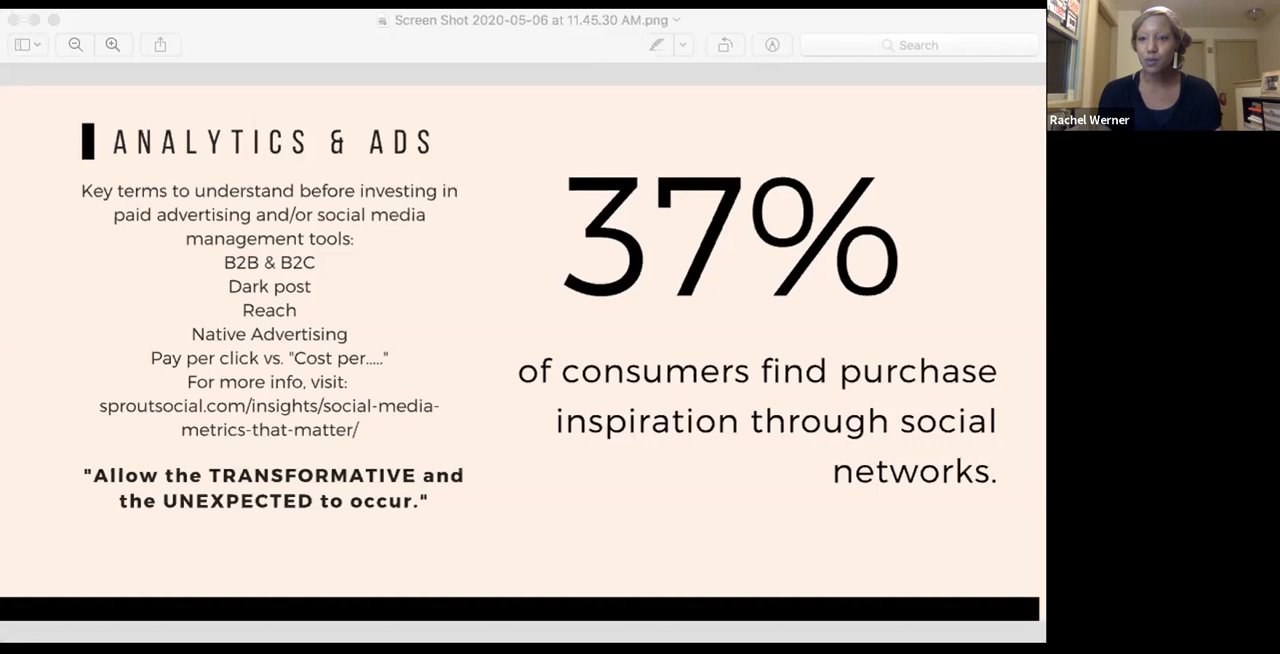 Screen Shot 2020-05-06 at 11.45.30 AM.png
Search
Rachel Werner
ANALYTICS & ADS
Key terms to understand before investing in
paid advertising and/or social media
management tools:
B2B & B2C
Dark post
Reach
Native Advertising
Pay per click vs. "Cost per....."
For more info, visit:
sproutsocial.com/insights/social-media-
metrics-that-matter/
"Allow the TRANSFORMATIVE and
the UNEXPECTED to occur."
37%
of consumers find purchase
inspiration through social
networks.